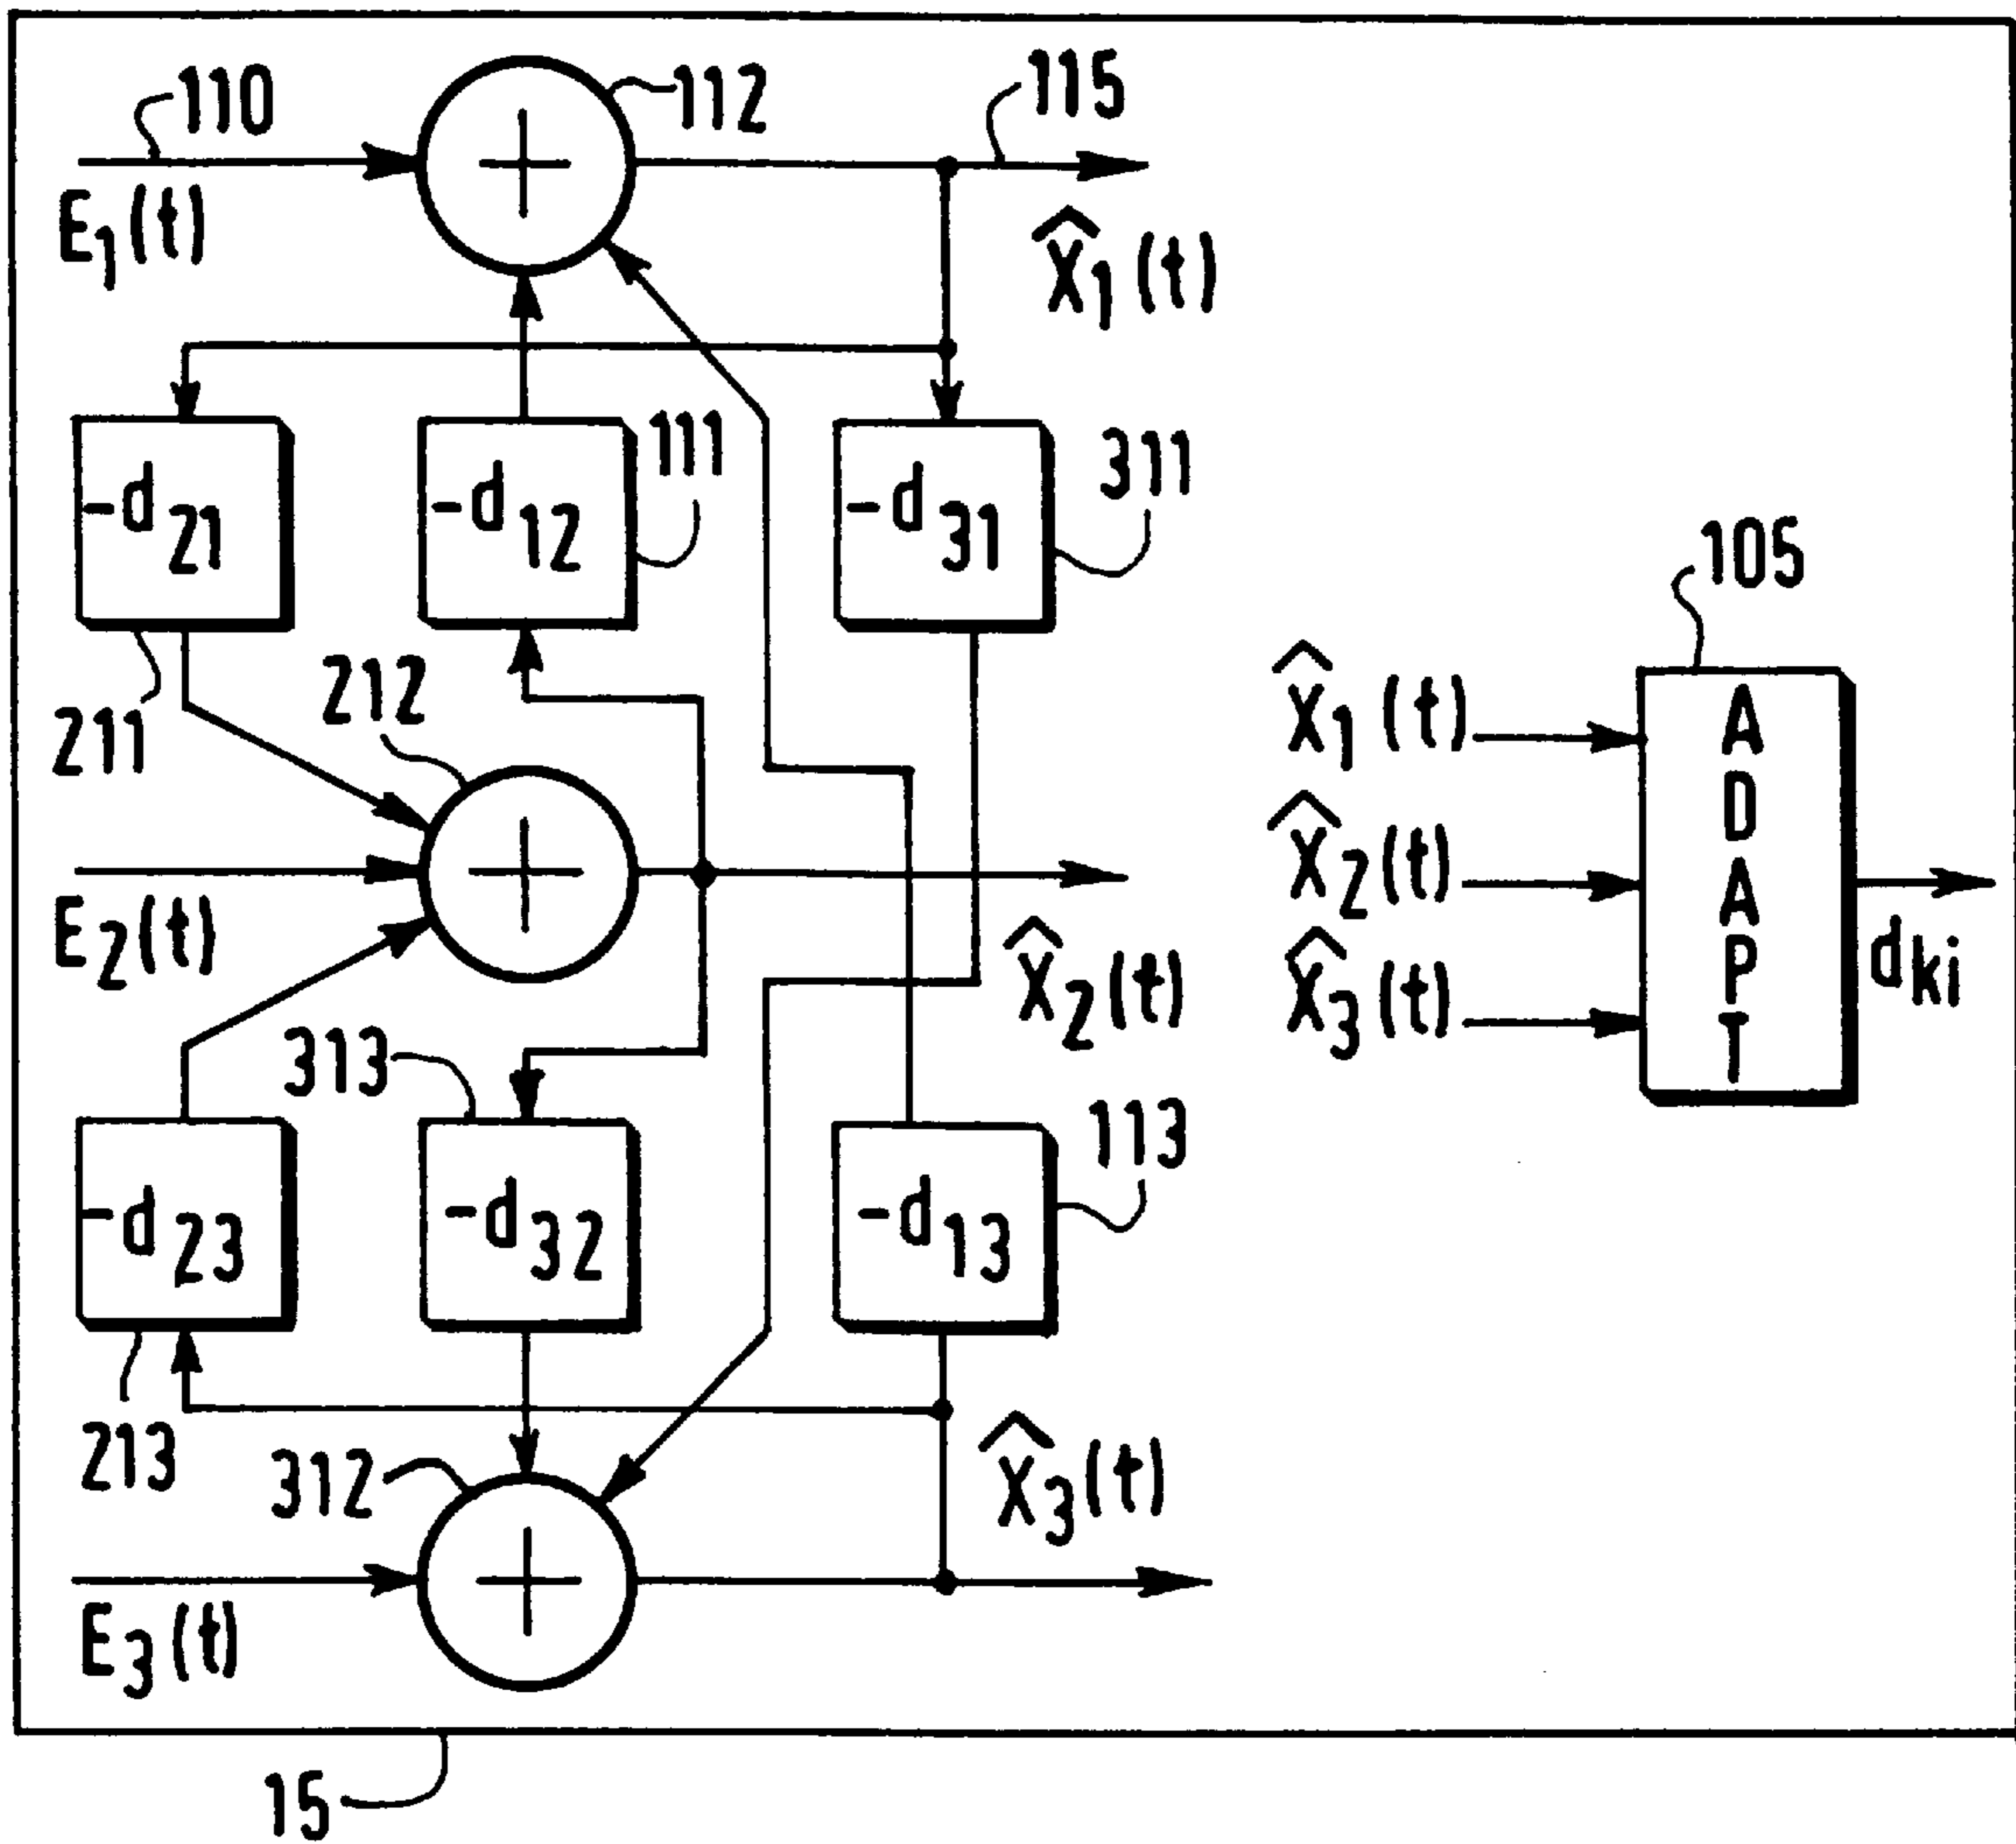 110
112
115
E₁(t)
X̂₁(t)
-d₂₁
-d₁₂
111
-d₃₁
311
105
211
212
X̂₁(t)
X̂₂(t)
X̂₃(t)
ADAPT
dki
E₂(t)
X̂₂(t)
313
113
-d₂₃
-d₃₂
-d₁₃
213
312
X̂₃(t)
E₃(t)
15